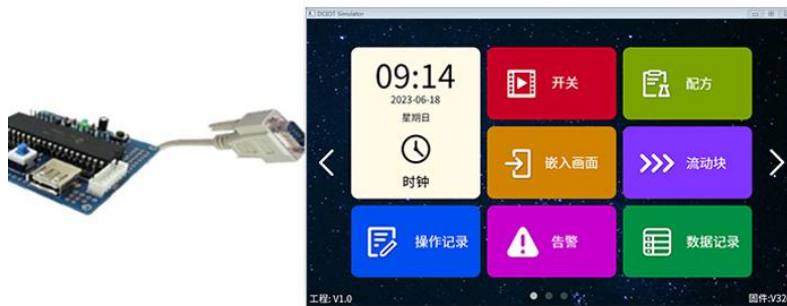 DCIOT Simulator
09:14
2023-06-18
星期日
时钟
开关
配方
嵌入画面
流动块
操作记录
告警
数据记录
工程: V1.0
固件:V32